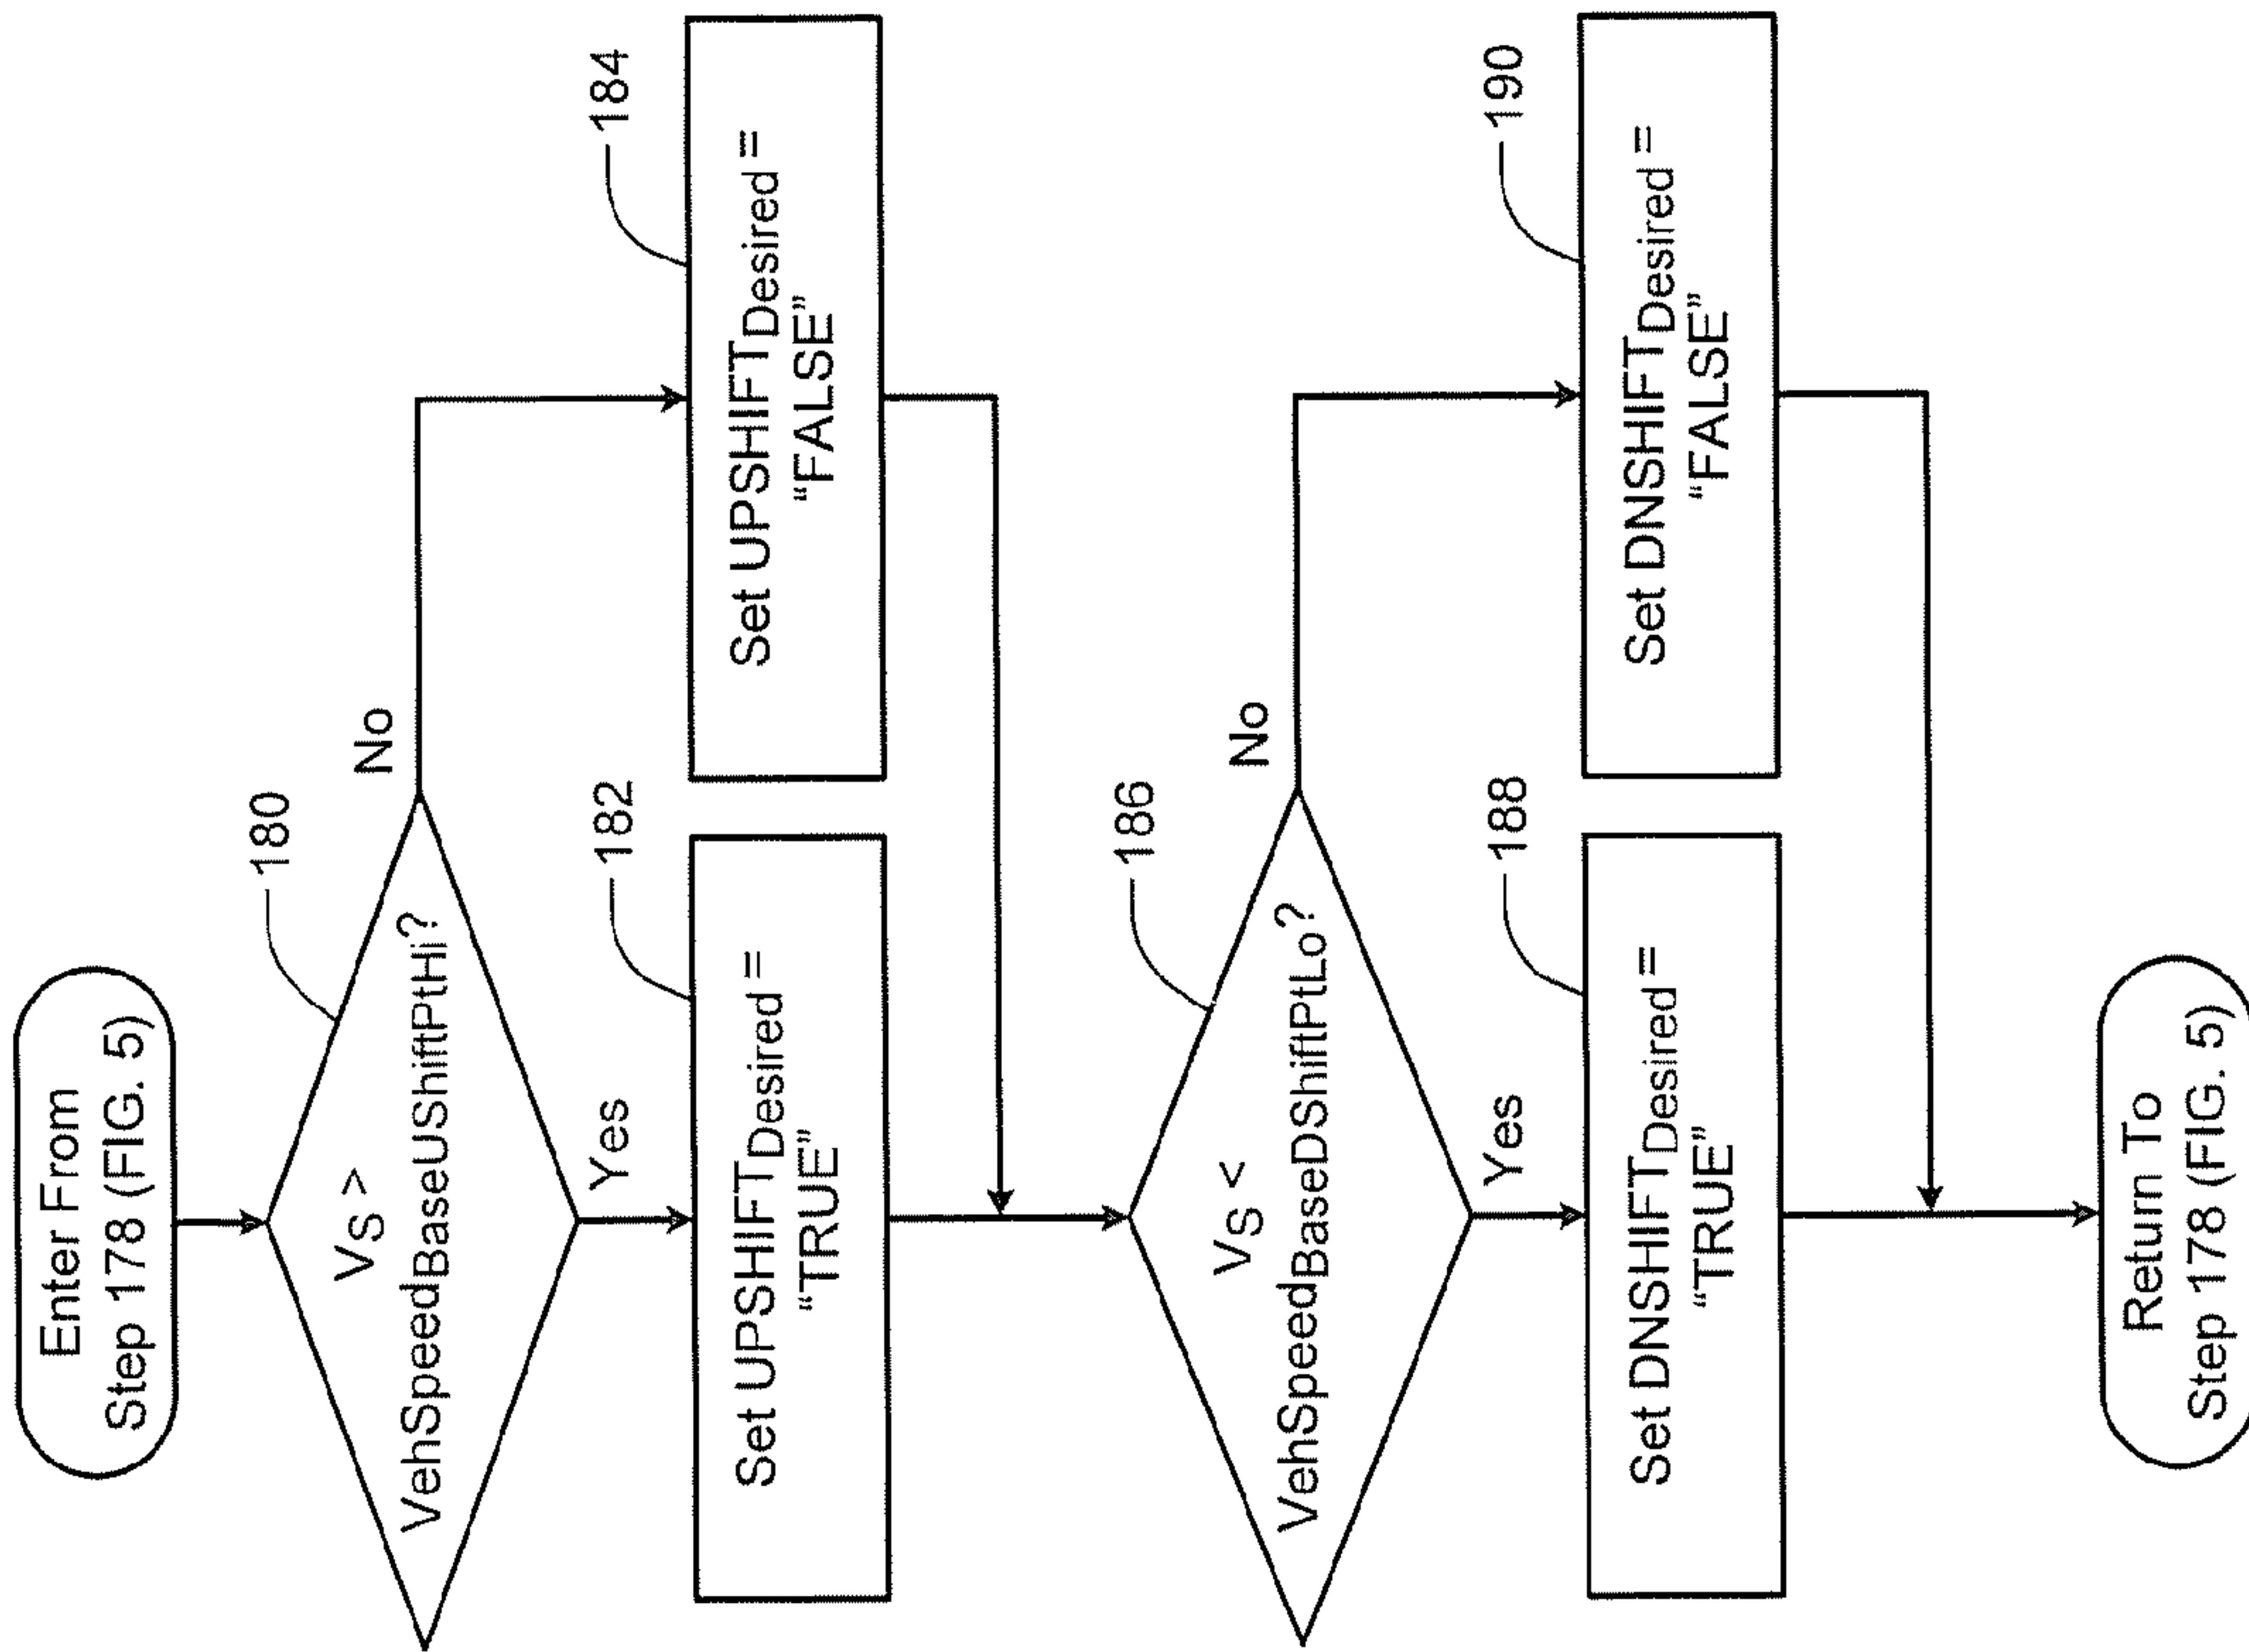 Enter From
Step 178 (FIG. 5)
180
VS >
VehSpeedBaseUShiftPtHi?
No
Yes
182
Set UPSHIFTDesired =
“TRUE”
184
Set UPSHIFTDesired =
“FALSE”
186
VS <
VehSpeedBaseDShiftPtLo?
No
Yes
188
Set DNSHIFTDesired =
“TRUE”
190
Set DNSHIFTDesired =
“FALSE”
Return To
Step 178 (FIG. 5)